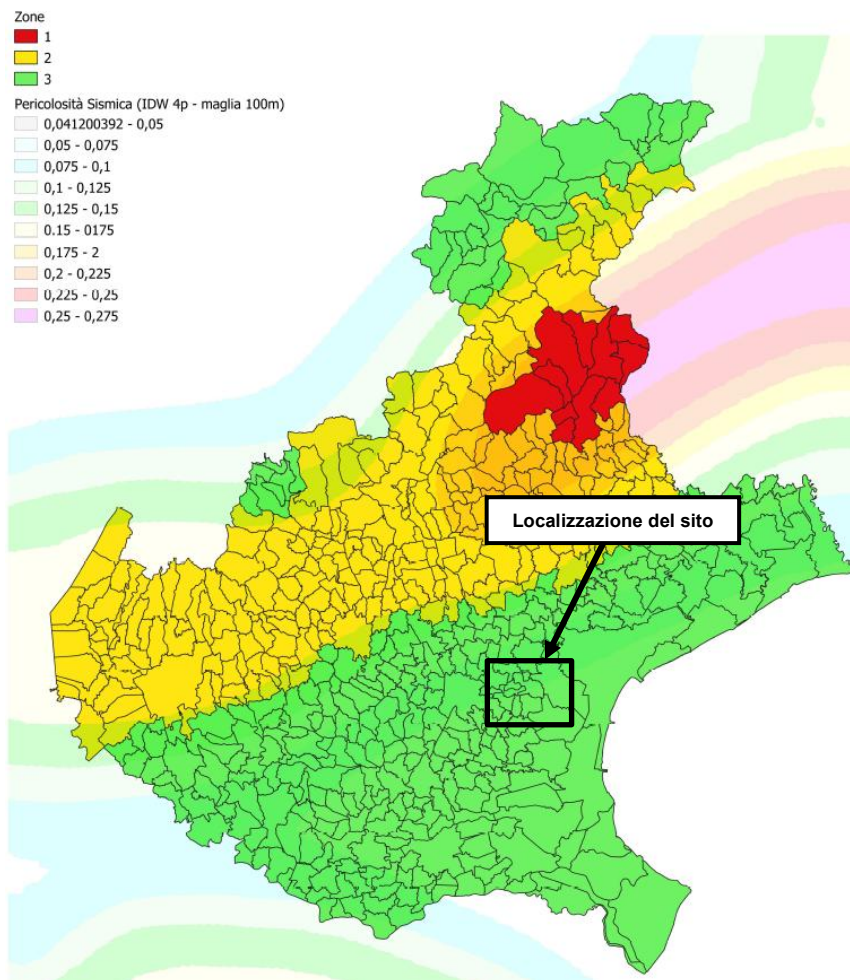 Zone
1
2
3
Pericolosità Sismica (IDW 4p - maglia 100m)
0,041200392 - 0,05
0,05 - 0,075
0,075 - 0,1
0,1 - 0,125
0,125 - 0,15
0.15 - 0175
0,175 - 2
0,2 - 0,225
0,225 - 0,25
0,25 - 0,275
Localizzazione del sito